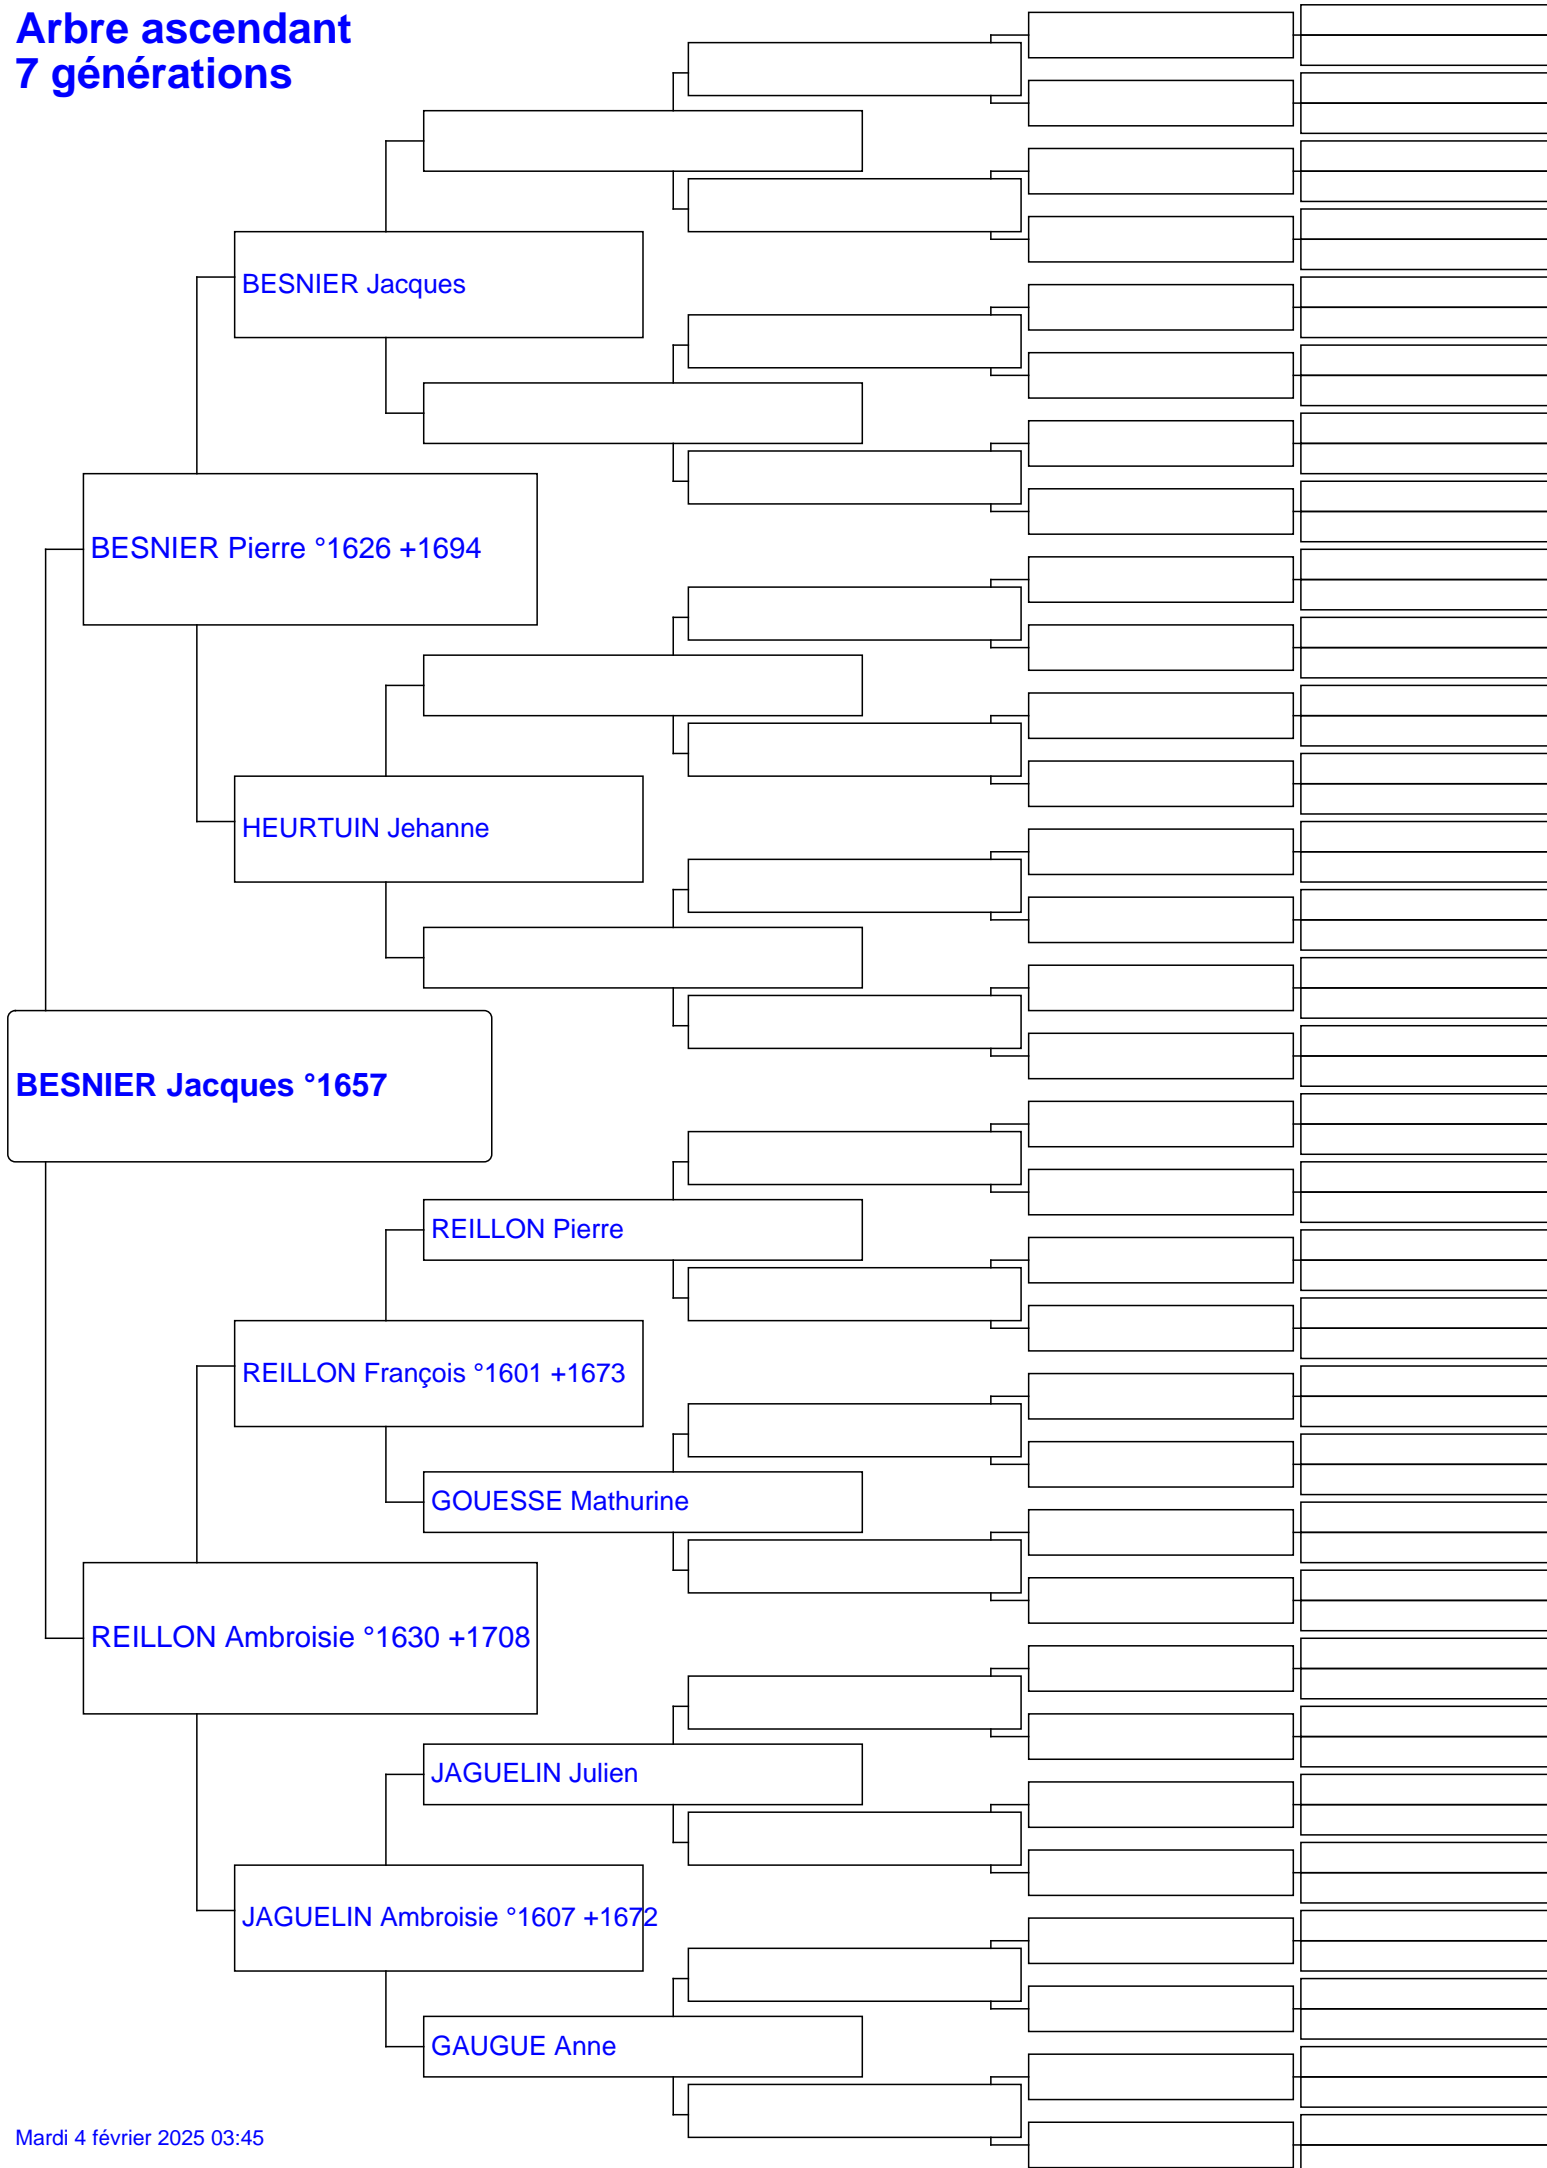 Arbre ascendant
7 générations
BESNIER Jacques
BESNIER Pierre °1626 +1694
HEURTUIN Jehanne
BESNIER Jacques °1657
REILLON Pierre
REILLON François °1601 +1673
GOUESSE Mathurine
REILLON Ambroisie °1630 +1708
JAGUELIN Julien
JAGUELIN Ambroisie °1607 +1672
GAUGUE Anne
Mardi 4 février 2025 03:45